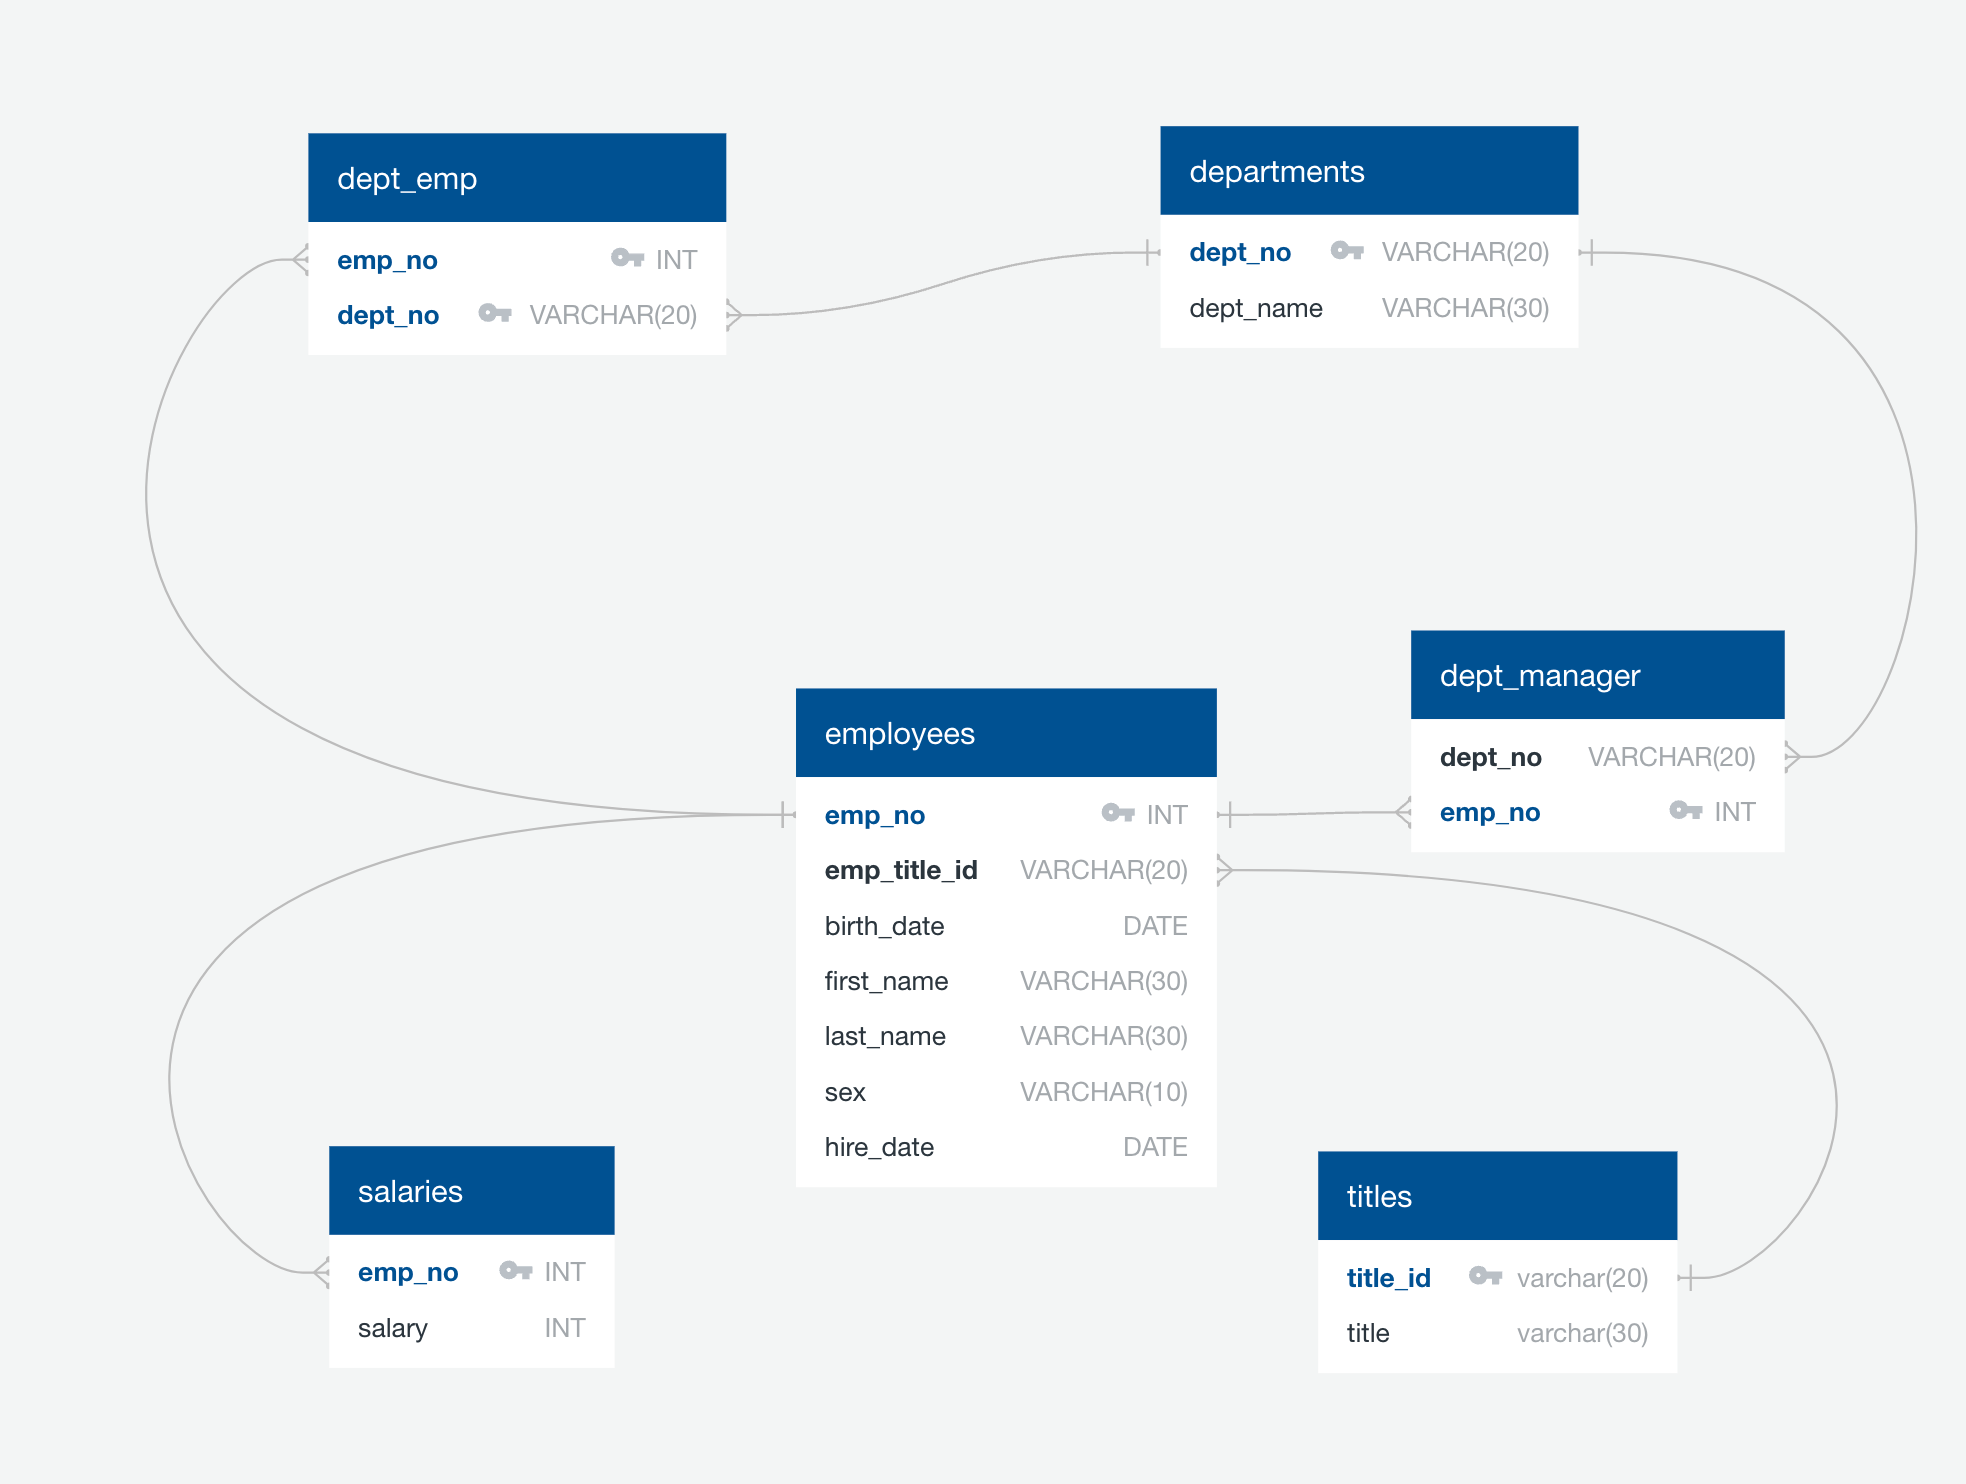 dept_emp
emp_no INT
dept_no VARCHAR(20)
departments
dept_no VARCHAR(20)
dept_name VARCHAR(30)
dept_manager
dept_no VARCHAR(20)
emp_no INT
employees
emp_no INT
emp_title_id VARCHAR(20)
birth_date DATE
first_name VARCHAR(30)
last_name VARCHAR(30)
sex VARCHAR(10)
hire_date DATE
salaries
emp_no INT
salary INT
titles
title_id varchar(20)
title varchar(30)